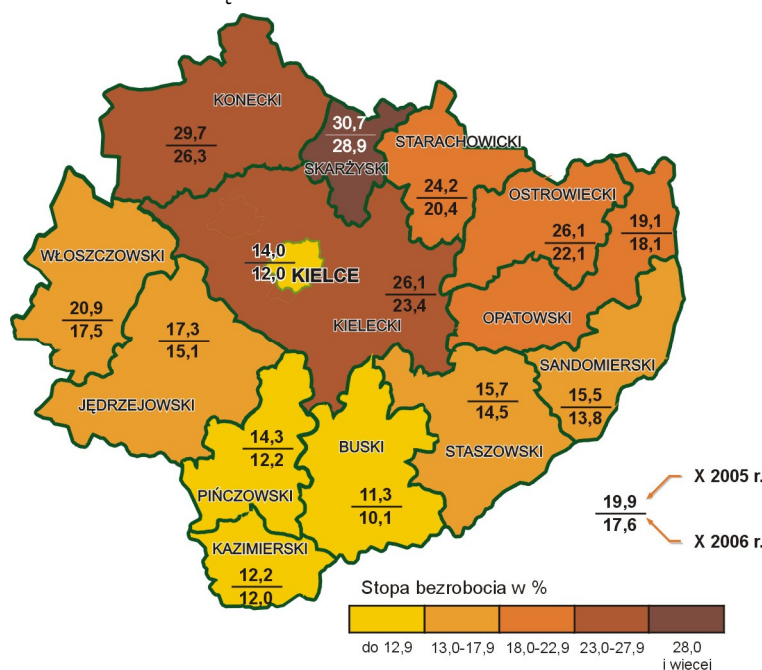 KONECKI
29,7
26,3
30,7
28,9
SKARŻYSKI
STARACHOWICKI
24,2
20,4
OSTROWIECKI
26,1
22,1
19,1
18,1
WŁOSZCZOWSKI
20,9
17,5
14,0
12,0
KIELCE
26,1
23,4
KIELECKI
OPATOWSKI
17,3
15,1
JĘDRZEJOWSKI
SANDOMIERSKI
15,5
13,8
15,7
14,5
STASZOWSKI
14,3
12,2
PIŃCZOWSKI
BUSKI
11,3
10,1
KAZIMIERSKI
12,2
12,0
19,9
17,6
X 2005 r.
X 2006 r.
Stopa bezrobocia w %
do 12,9
13,0-17,9
18,0-22,9
23,0-27,9
28,0
i wiecej